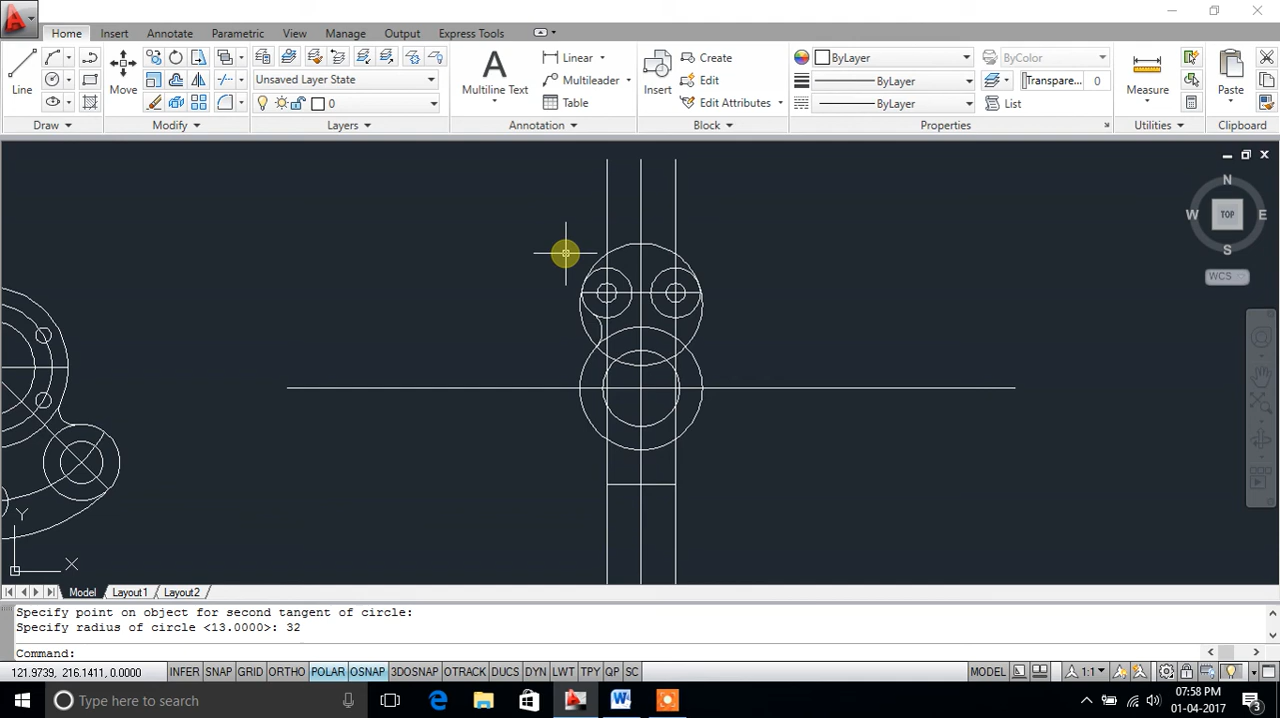 Home Insert Annotate Parametric View Manage Output Express Tools
Line
Move
Unsaved Layer State
0
Multiline Text
Linear
Multileader
Table
Insert
Create
Edit
Edit Attributes
ByLayer
ByLayer
ByLayer
ByColor
Transpare... 0
List
Measure
Paste
Draw Modify Layers Annotation Block Properties Utilities Clipboard
N
W TOP E
S
WCS
Y
X
Model Layout1 Layout2
Specify point on object for second tangent of circle:
Specify radius of circle <13.0000>: 32
Command:
121.9739, 216.1411, 0.0000 INFER SNAP GRID ORTHO POLAR OSNAP 3DOSNAP OTRACK DUCS DYN LWT TPY QP SC MODEL 1:1
Type here to search
07:58 PM
01-04-2017
3